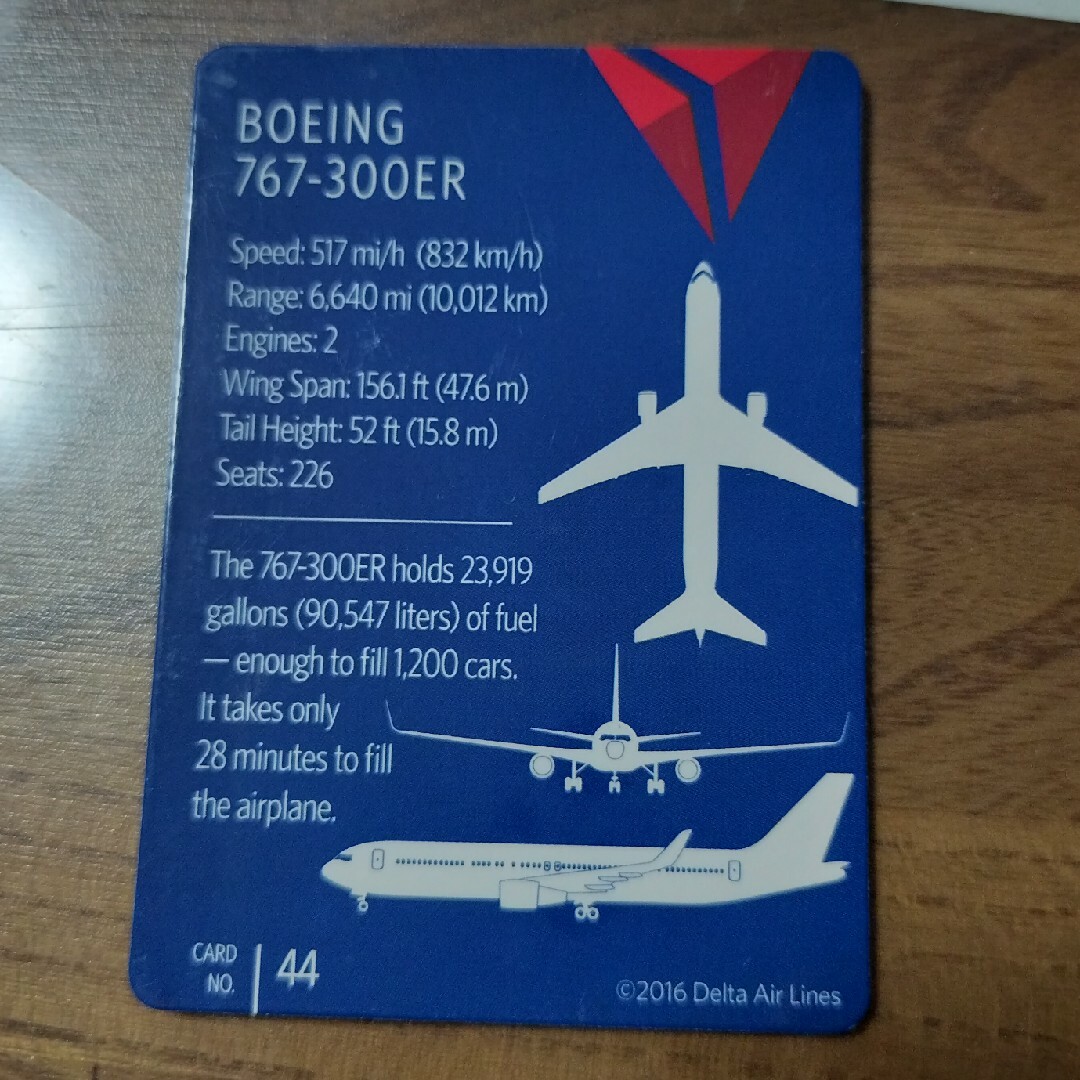 BOEING
767-300ER
Speed: 517 mi/h (832 km/h)
Range: 6,640 mi (10,012 km)
Engines: 2
Wing Span: 156.1 ft (47.6 m)
Tail Height: 52 ft (15.8 m)
Seats: 226
The 767-300ER holds 23,919
gallons (90,547 liters) of fuel
— enough to fill 1,200 cars.
It takes only
28 minutes to fill
the airplane.
CARD
NO.
44
©2016 Delta Air Lines